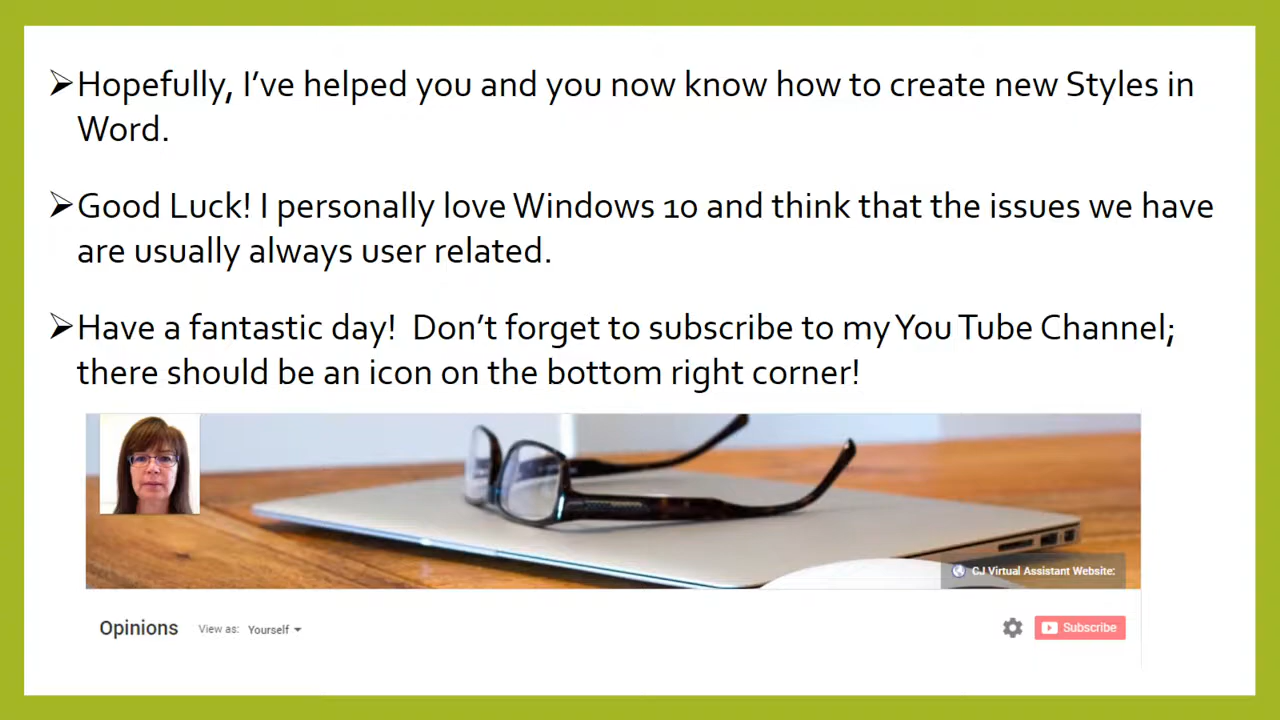 ➢Hopefully, I’ve helped you and you now know how to create new Styles in
Word.
➢Good Luck! I personally love Windows 10 and think that the issues we have
are usually always user related.
➢Have a fantastic day!  Don’t forget to subscribe to my You Tube Channel;
there should be an icon on the bottom right corner!
CJ Virtual Assistant Website:
Opinions View as: Yourself Subscribe